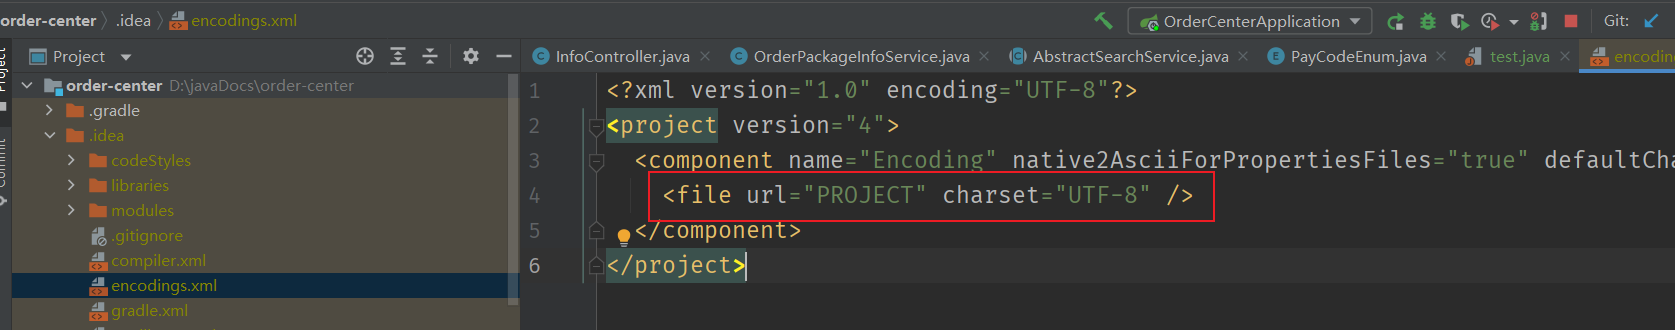 order-center 〉 .idea 〉 encodings.xml
OrderCenterApplication
Git:
Project
Project
InfoController.java
OrderPackageInfoService.java
AbstractSearchService.java
PayCodeEnum.java
test.java
encodin
order-center D:\javaDocs\order-center
.gradle
.idea
codeStyles
libraries
modules
.gitignore
compiler.xml
encodings.xml
gradle.xml
Commit
1 <?xml version="1.0" encoding="UTF-8"?>
2 <project version="4">
3 <component name="Encoding" native2AsciiForPropertiesFiles="true" defaultCha
4 <file url="PROJECT" charset="UTF-8" />
5 </component>
6 </project>